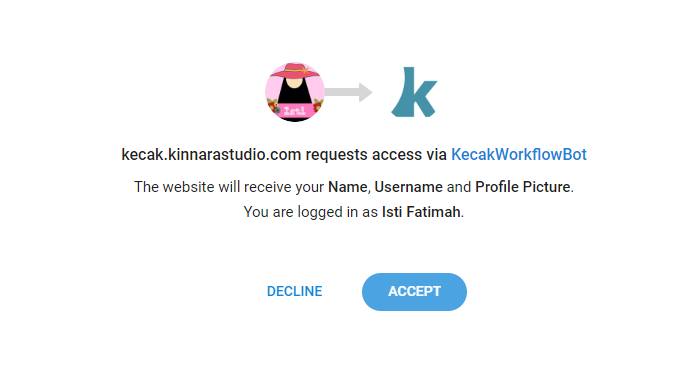 Isti
k
kecak.kinnarastudio.com requests access via KecakWorkflowBot
The website will receive your Name, Username and Profile Picture.
You are logged in as Isti Fatimah.
DECLINE ACCEPT